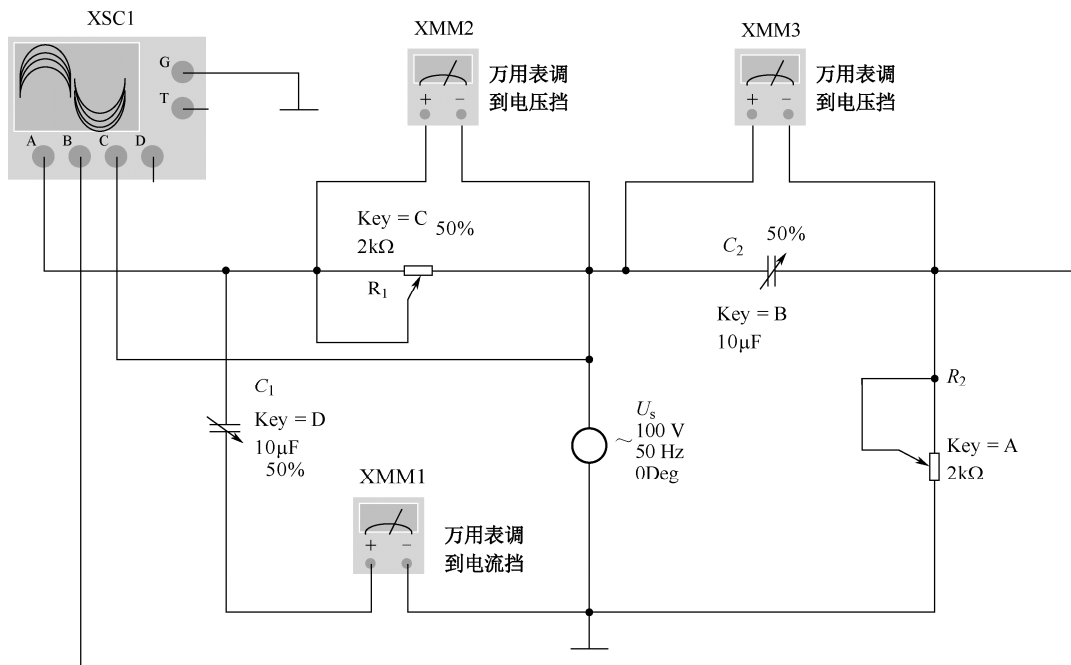 XSC1
G
T
A B C D
XMM2
+ −
万用表调
到电压挡
XMM3
+ −
万用表调
到电压挡
Key = C 50%
2kΩ
R1
C2 50%
Key = B
10μF
C1
Key = D
10μF
50%
XMM1
+ −
万用表调
到电流挡
Us
~ 100 V
50 Hz
0Deg
R2
Key = A
2kΩ